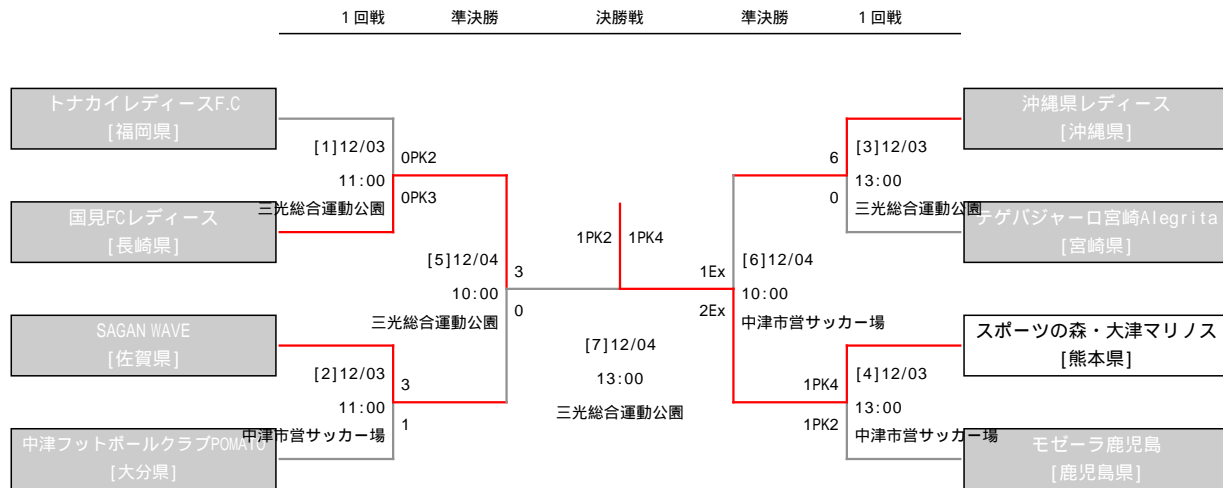 1回戦 準決勝 決勝戦 準決勝 1回戦
トナカイレディースF.C
[福岡県]
[1]12/03
11:00
三光総合運動公園
0PK2
0PK3
国見FCレディース
[長崎県]
[5]12/04
10:00
三光総合運動公園
3
0
SAGAN WAVE
[佐賀県]
[2]12/03
11:00
中津市営サッカー場
3
1
中津フットボールクラブPOMATO
[大分県]
1PK2
1PK4
[7]12/04
13:00
三光総合運動公園
沖縄県レディース
[沖縄県]
6
0
[3]12/03
13:00
三光総合運動公園
テゲバジャーロ宮崎Alegrita
[宮崎県]
1Ex
2Ex
[6]12/04
10:00
中津市営サッカー場
スポーツの森・大津マリノス
[熊本県]
1PK4
1PK2
[4]12/03
13:00
中津市営サッカー場
モゼーラ鹿児島
[鹿児島県]